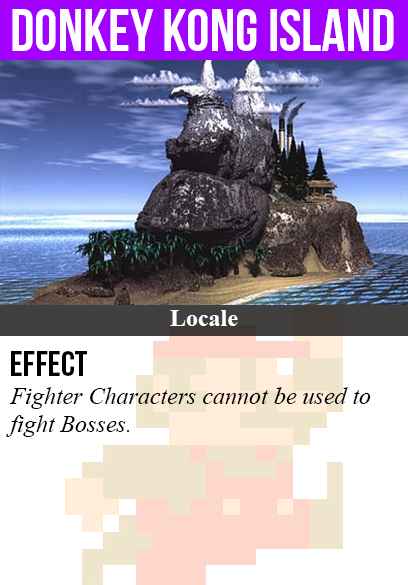 DONKEY KONG ISLAND
Locale
EFFECT
Fighter Characters cannot be used to
fight Bosses.